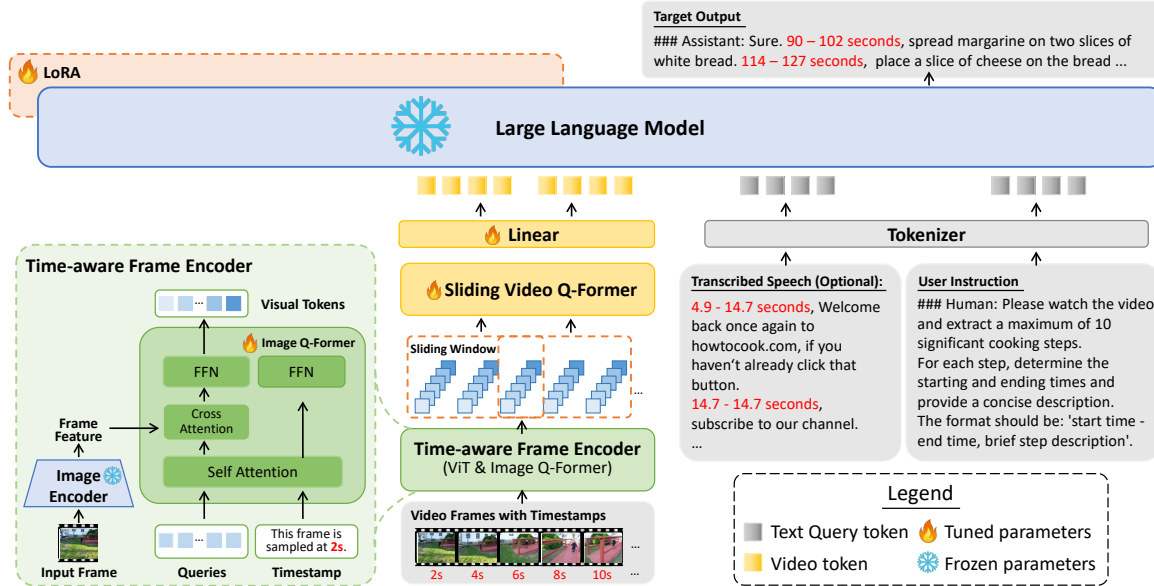 Target Output
### Assistant: Sure. 90 – 102 seconds, spread margarine on two slices of
white bread. 114 – 127 seconds, place a slice of cheese on the bread ...
LoRA
Large Language Model
Linear
Tokenizer
Time-aware Frame Encoder
Visual Tokens
Image Q-Former
FFN
FFN
Cross
Attention
Frame
Feature
Self Attention
Image
Encoder
This frame is
sampled at 2s.
Input Frame
Queries
Timestamp
Sliding Video Q-Former
Sliding Window
...
Time-aware Frame Encoder
(ViT & Image Q-Former)
Video Frames with Timestamps
...
2s 4s 6s 8s 10s ...
Transcribed Speech (Optional):
4.9 - 14.7 seconds, Welcome
back once again to
howtocook.com, if you
haven‘t already click that
button.
14.7 - 14.7 seconds,
subscribe to our channel.
...
User Instruction
### Human: Please watch the video
and extract a maximum of 10
significant cooking steps.
For each step, determine the
starting and ending times and
provide a concise description.
The format should be: 'start time -
end time, brief step description'.
Legend
Text Query token
Tuned parameters
Video token
Frozen parameters